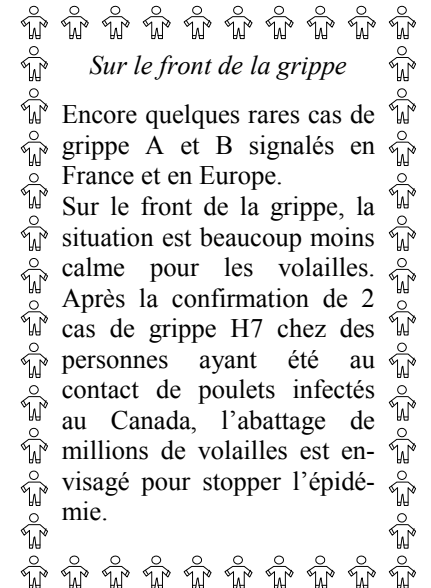 Sur le front de la grippe
Encore quelques rares cas de
grippe A et B signalés en
France et en Europe.
Sur le front de la grippe, la
situation est beaucoup moins
calme pour les volailles.
Après la confirmation de 2
cas de grippe H7 chez des
personnes ayant été au
contact de poulets infectés
au Canada, l’abattage de
millions de volailles est en-
visagé pour stopper l’épidé-
mie.